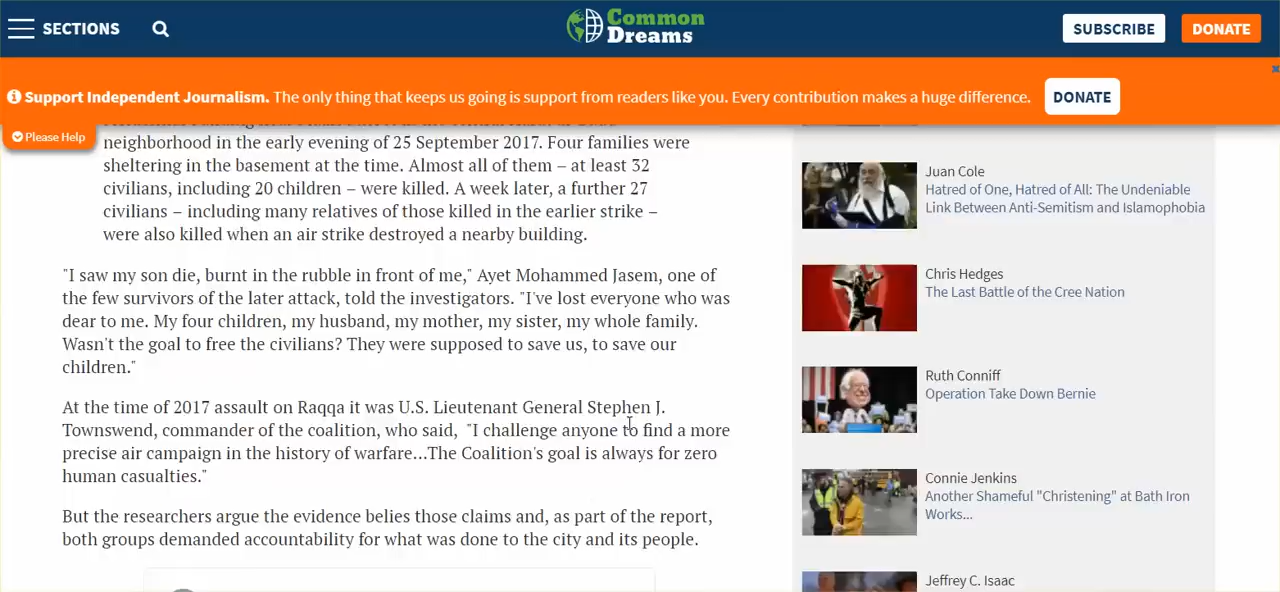 SECTIONS
Common
Dreams
SUBSCRIBE
DONATE
Support Independent Journalism. The only thing that keeps us going is support from readers like you. Every contribution makes a huge difference.
DONATE
Please Help
neighborhood in the early evening of 25 September 2017. Four families were
sheltering in the basement at the time. Almost all of them – at least 32
civilians, including 20 children – were killed. A week later, a further 27
civilians – including many relatives of those killed in the earlier strike –
were also killed when an air strike destroyed a nearby building.
"I saw my son die, burnt in the rubble in front of me," Ayet Mohammed Jasem, one of
the few survivors of the later attack, told the investigators. "I've lost everyone who was
dear to me. My four children, my husband, my mother, my sister, my whole family.
Wasn't the goal to free the civilians? They were supposed to save us, to save our
children."
At the time of 2017 assault on Raqqa it was U.S. Lieutenant General Stephen J.
Townswend, commander of the coalition, who said, "I challenge anyone to find a more
precise air campaign in the history of warfare...The Coalition's goal is always for zero
human casualties."
But the researchers argue the evidence belies those claims and, as part of the report,
both groups demanded accountability for what was done to the city and its people.
Juan Cole
Hatred of One, Hatred of All: The Undeniable
Link Between Anti-Semitism and Islamophobia
Chris Hedges
The Last Battle of the Cree Nation
Ruth Conniff
Operation Take Down Bernie
Connie Jenkins
Another Shameful "Christening" at Bath Iron
Works...
Jeffrey C. Isaac